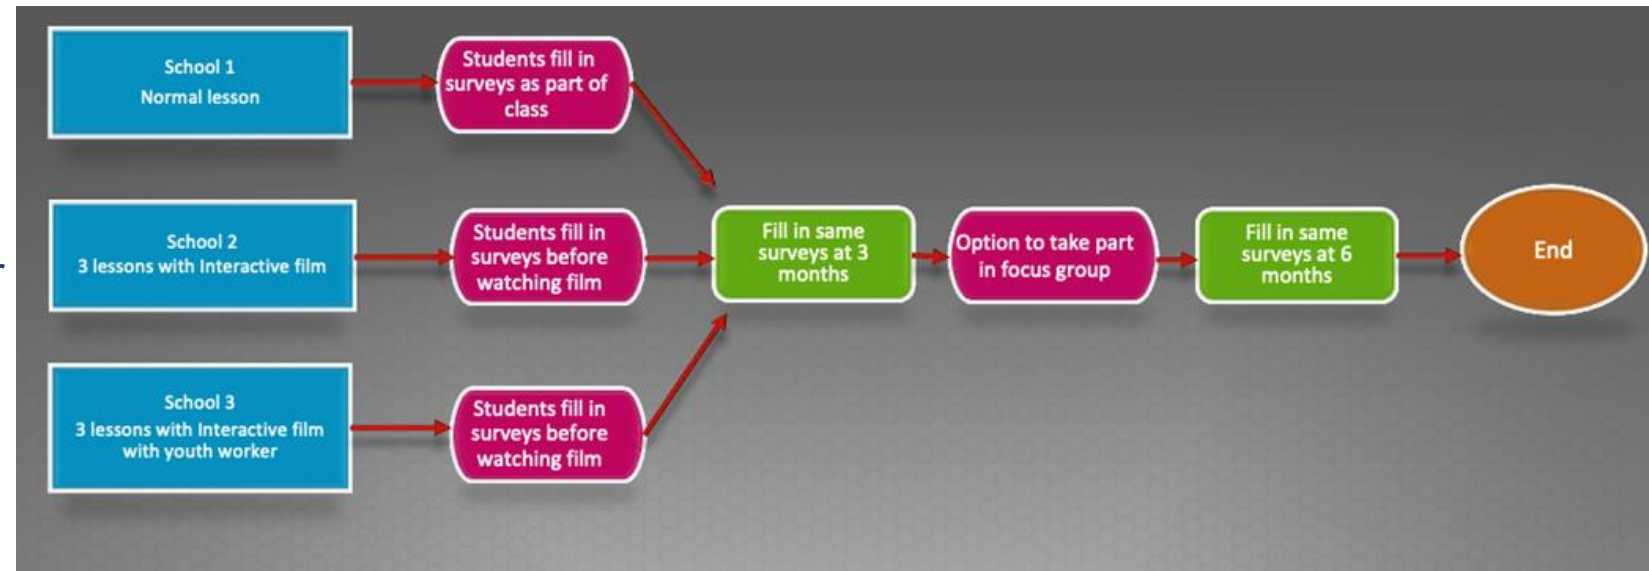 School 1
Normal lesson
Students fill in
surveys as part of
class
School 2
3 lessons with Interactive film
Students fill in
surveys before
watching film
Fill in same
surveys at 3
months
Option to take part
in focus group
Fill in same
surveys at 6
months
End
School 3
3 lessons with Interactive film
with youth worker
Students fill in
surveys before
watching film